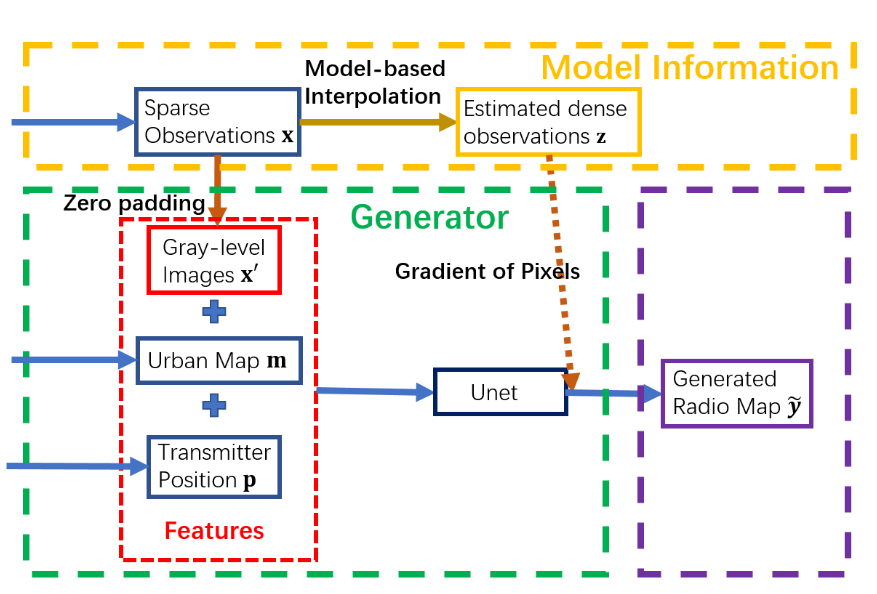 Model Information
Model-based
Interpolation
Sparse
Observations x
Estimated dense
observations z
Zero padding
Generator
Gray-level
Images x′
Gradient of Pixels
Urban Map m
Unet
Generated
Radio Map ỹ
Transmitter
Position p
Features